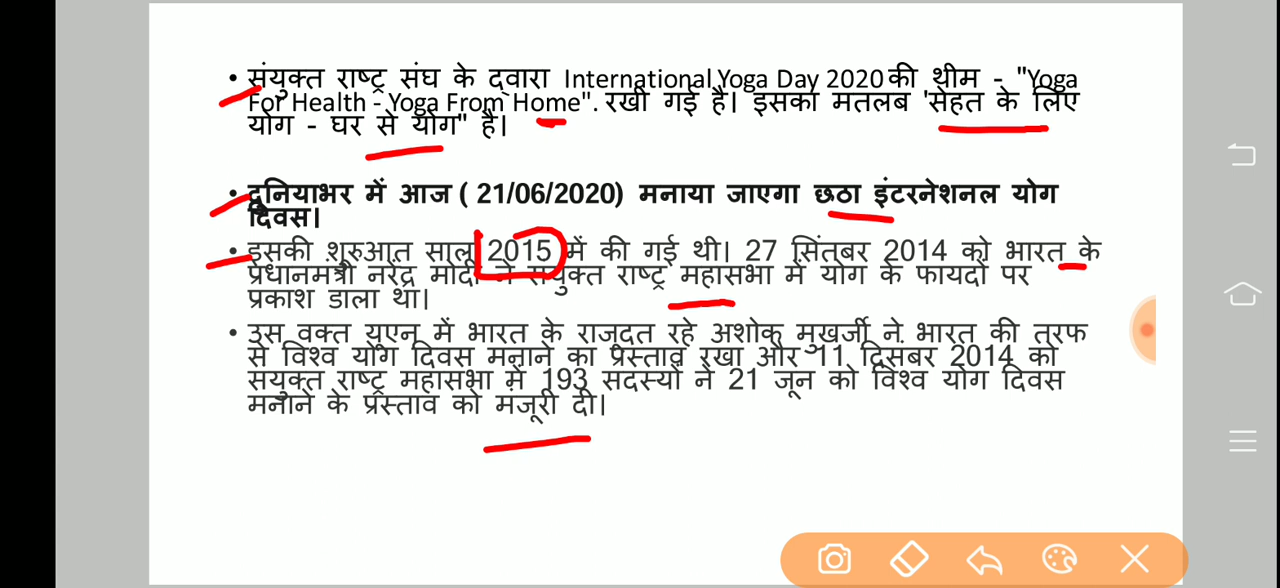 • संयुक्त राष्ट्र संघ के द्वारा International Yoga Day 2020 की थीम - "Yoga
For Health - Yoga From Home". रखी गई है। इसका मतलब 'सेहत के लिए
योग - घर से योग" है।
• दुनियाभर में आज ( 21/06/2020) मनाया जाएगा छठा इंटरनेशनल योग
दिवस।
• इसकी शुरुआत साल 2015 में की गई थी। 27 सिंतबर 2014 को भारत के
प्रधानमंत्री नरेंद्र मोदी ने संयुक्त राष्ट्र महासभा में योग के फायदों पर
प्रकाश डाला था।
• उस वक्त यूएन में भारत के राजदूत रहे अशोक मुखर्जी ने भारत की तरफ
से विश्व योग दिवस मनाने का प्रस्ताव रखा और 11 दिसंबर 2014 को
संयुक्त राष्ट्र महासभा में 193 सदस्यों ने 21 जून को विश्व योग दिवस
मनाने के प्रस्ताव को मंजूरी दी।